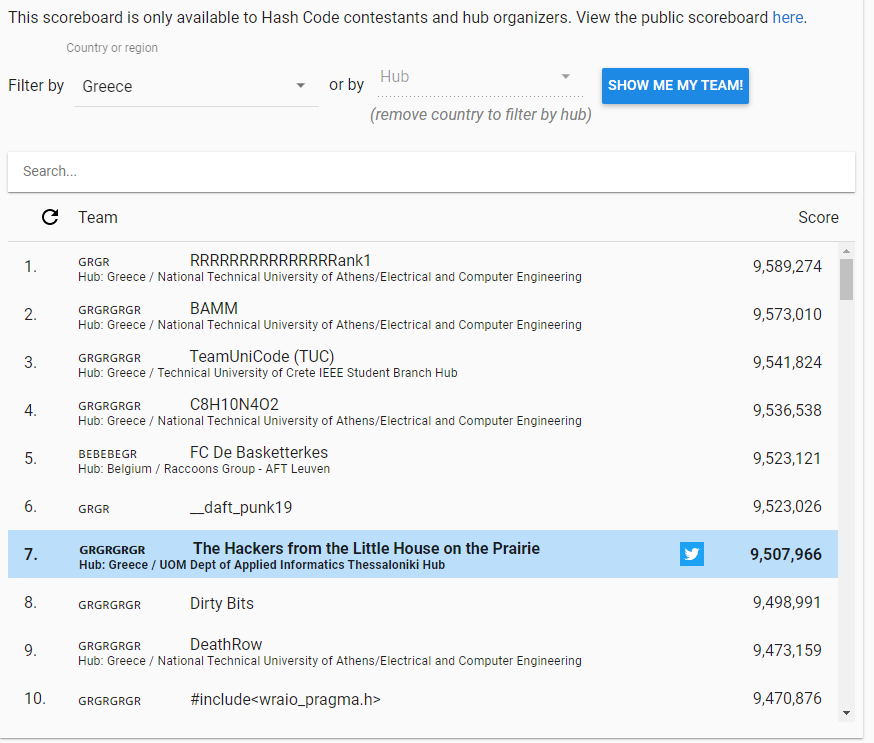 This scoreboard is only available to Hash Code contestants and hub organizers. View the public scoreboard here.
Country or region
Filter by Greece or by Hub SHOW ME MY TEAM!
(remove country to filter by hub)
Search...
Team Score
1. GRGR RRRRRRRRRRRRRRRRank1 9,589,274
Hub: Greece / National Technical University of Athens/Electrical and Computer Engineering
2. GRGRGRGR BAMM 9,573,010
Hub: Greece / National Technical University of Athens/Electrical and Computer Engineering
3. GRGRGRGR TeamUniCode (TUC) 9,541,824
Hub: Greece / Technical University of Crete IEEE Student Branch Hub
4. GRGRGRGR C8H10N4O2 9,536,538
Hub: Greece / National Technical University of Athens/Electrical and Computer Engineering
5. BEBEBEGR FC De Basketterkes 9,523,121
Hub: Belgium / Raccoons Group - AFT Leuven
6. GRGR __daft_punk19 9,523,026
7. GRGRGRGR The Hackers from the Little House on the Prairie 9,507,966
Hub: Greece / UOM Dept of Applied Informatics Thessaloniki Hub
8. GRGRGRGR Dirty Bits 9,498,991
9. GRGRGRGR DeathRow 9,473,159
Hub: Greece / National Technical University of Athens/Electrical and Computer Engineering
10. GRGRGRGR #include<wraio_pragma.h> 9,470,876